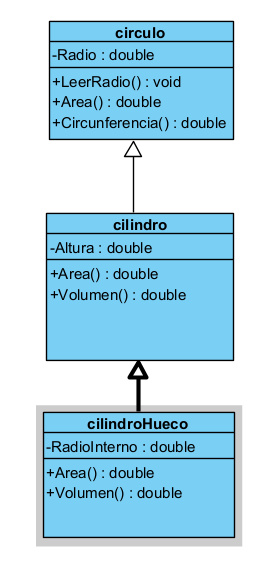 circulo
-Radio : double
+LeerRadio() : void
+Area() : double
+Circunferencia() : double
cilindro
-Altura : double
+Area() : double
+Volumen() : double
cilindroHueco
-RadioInterno : double
+Area() : double
+Volumen() : double